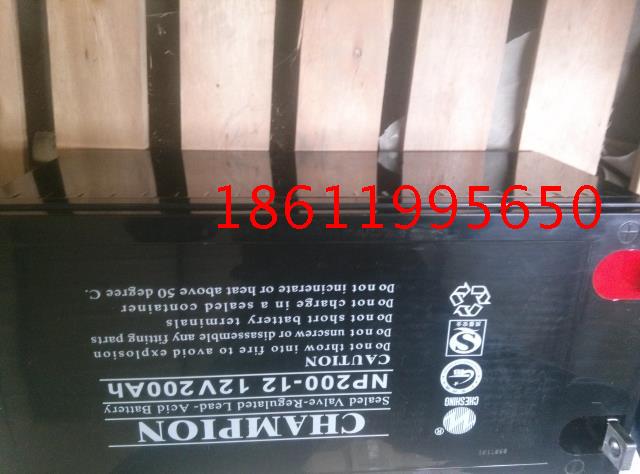 18611995650
CHAMPION
®
Sealed Valve-Regulated Lead-Acid Battery
NP200-12 12V200Ah
CHESHING
CAUTION
Do not throw into fire to avoid explosion
Do not unscrew or disassemble any fitting parts
Do not short battery terminals
Do not charge in a sealed container
Do not incinerate or heat above 50 degree C.